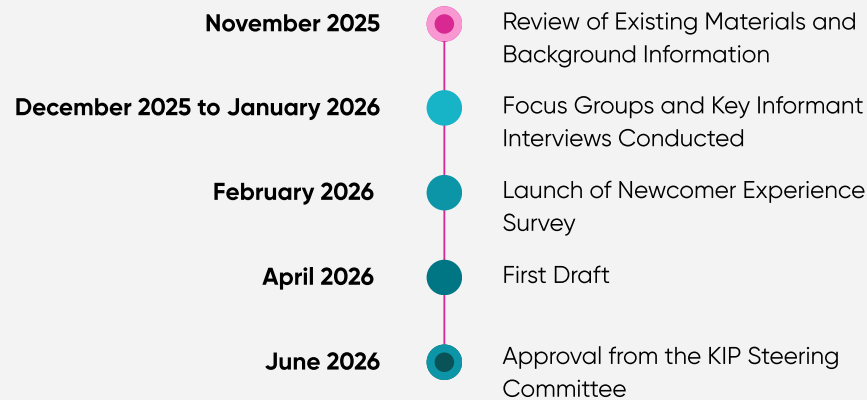 November 2025
Review of Existing Materials and
Background Information
December 2025 to January 2026
Focus Groups and Key Informant
Interviews Conducted
February 2026
Launch of Newcomer Experience
Survey
April 2026
First Draft
June 2026
Approval from the KIP Steering
Committee